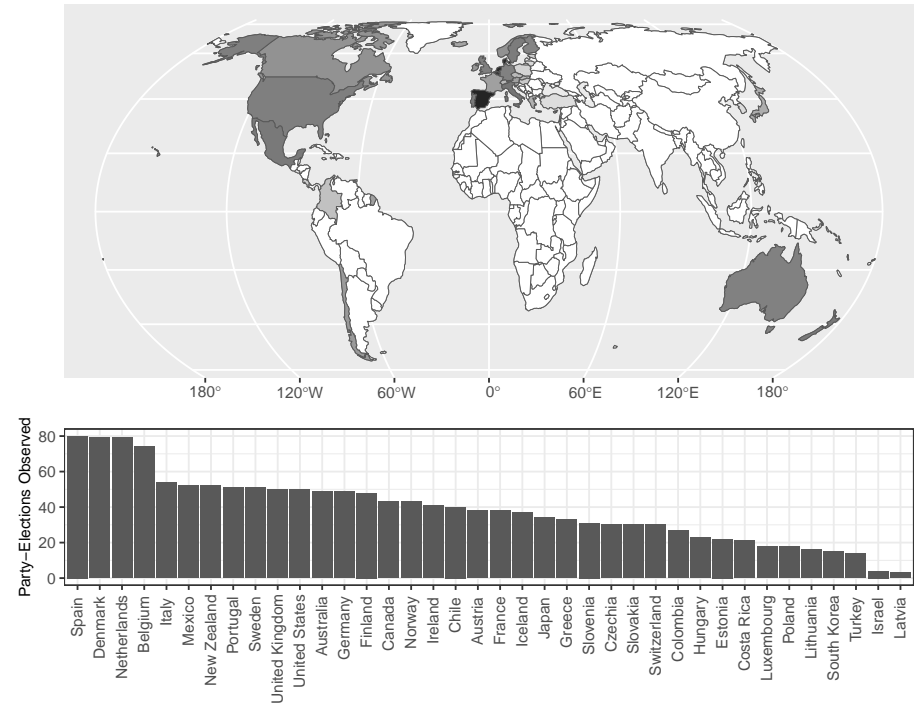 180° 120°W 60°W 0° 60°E 120°E 180°
Party−Elections Observed
80
60
40
20
0
Spain
Denmark
Netherlands
Belgium
Italy
Mexico
New Zealand
Portugal
Sweden
United Kingdom
United States
Australia
Germany
Finland
Canada
Norway
Ireland
Chile
Austria
France
Iceland
Japan
Greece
Slovenia
Czechia
Slovakia
Switzerland
Colombia
Hungary
Estonia
Costa Rica
Luxembourg
Poland
Lithuania
South Korea
Turkey
Israel
Latvia